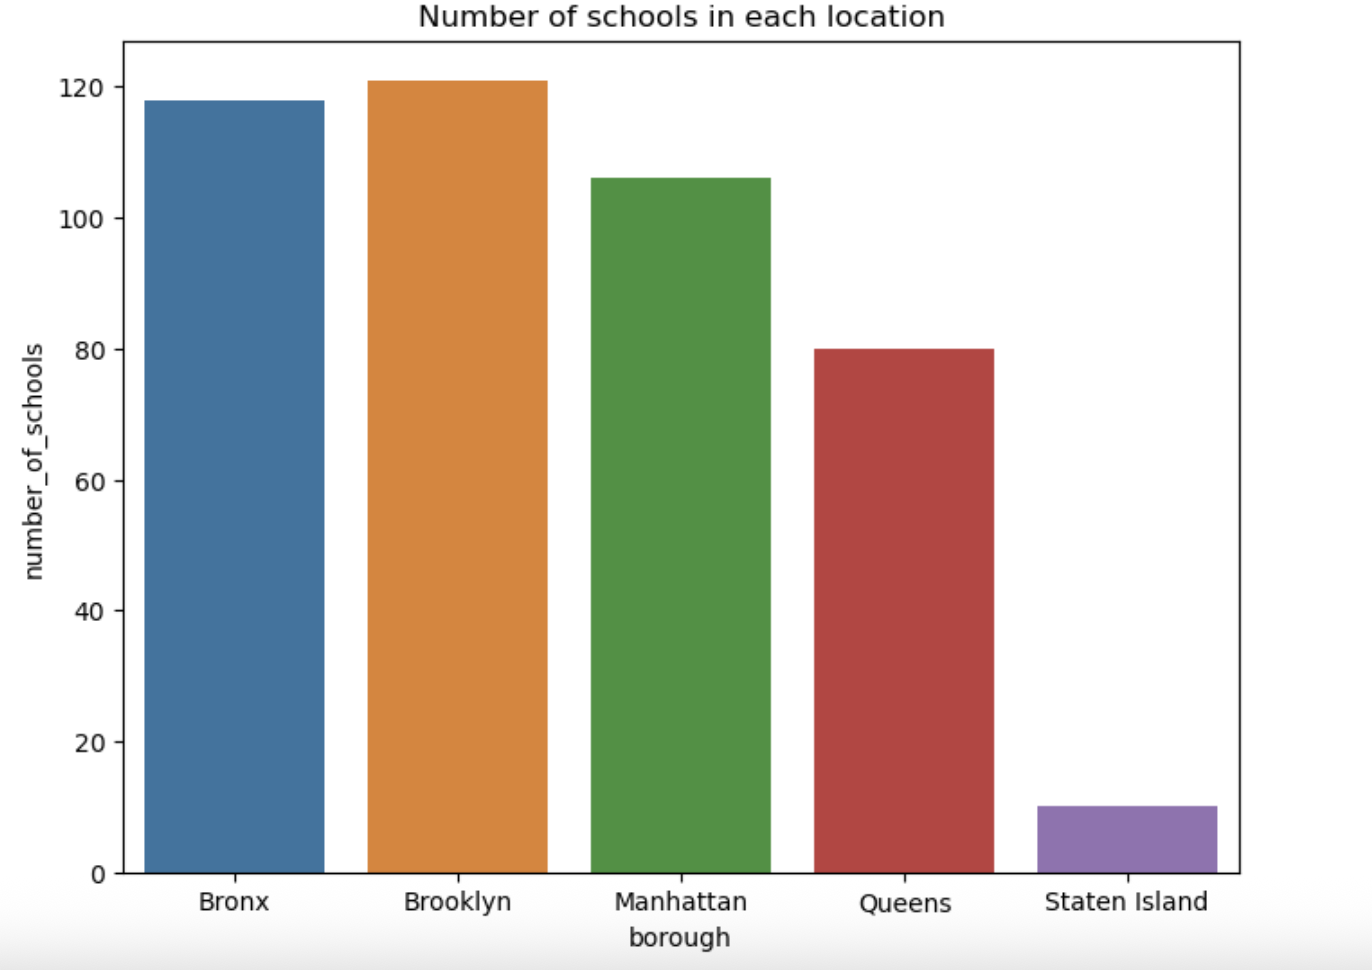 Number of schools in each location
number_of_schools
120
100
80
60
40
20
0
Bronx Brooklyn Manhattan Queens Staten Island
borough